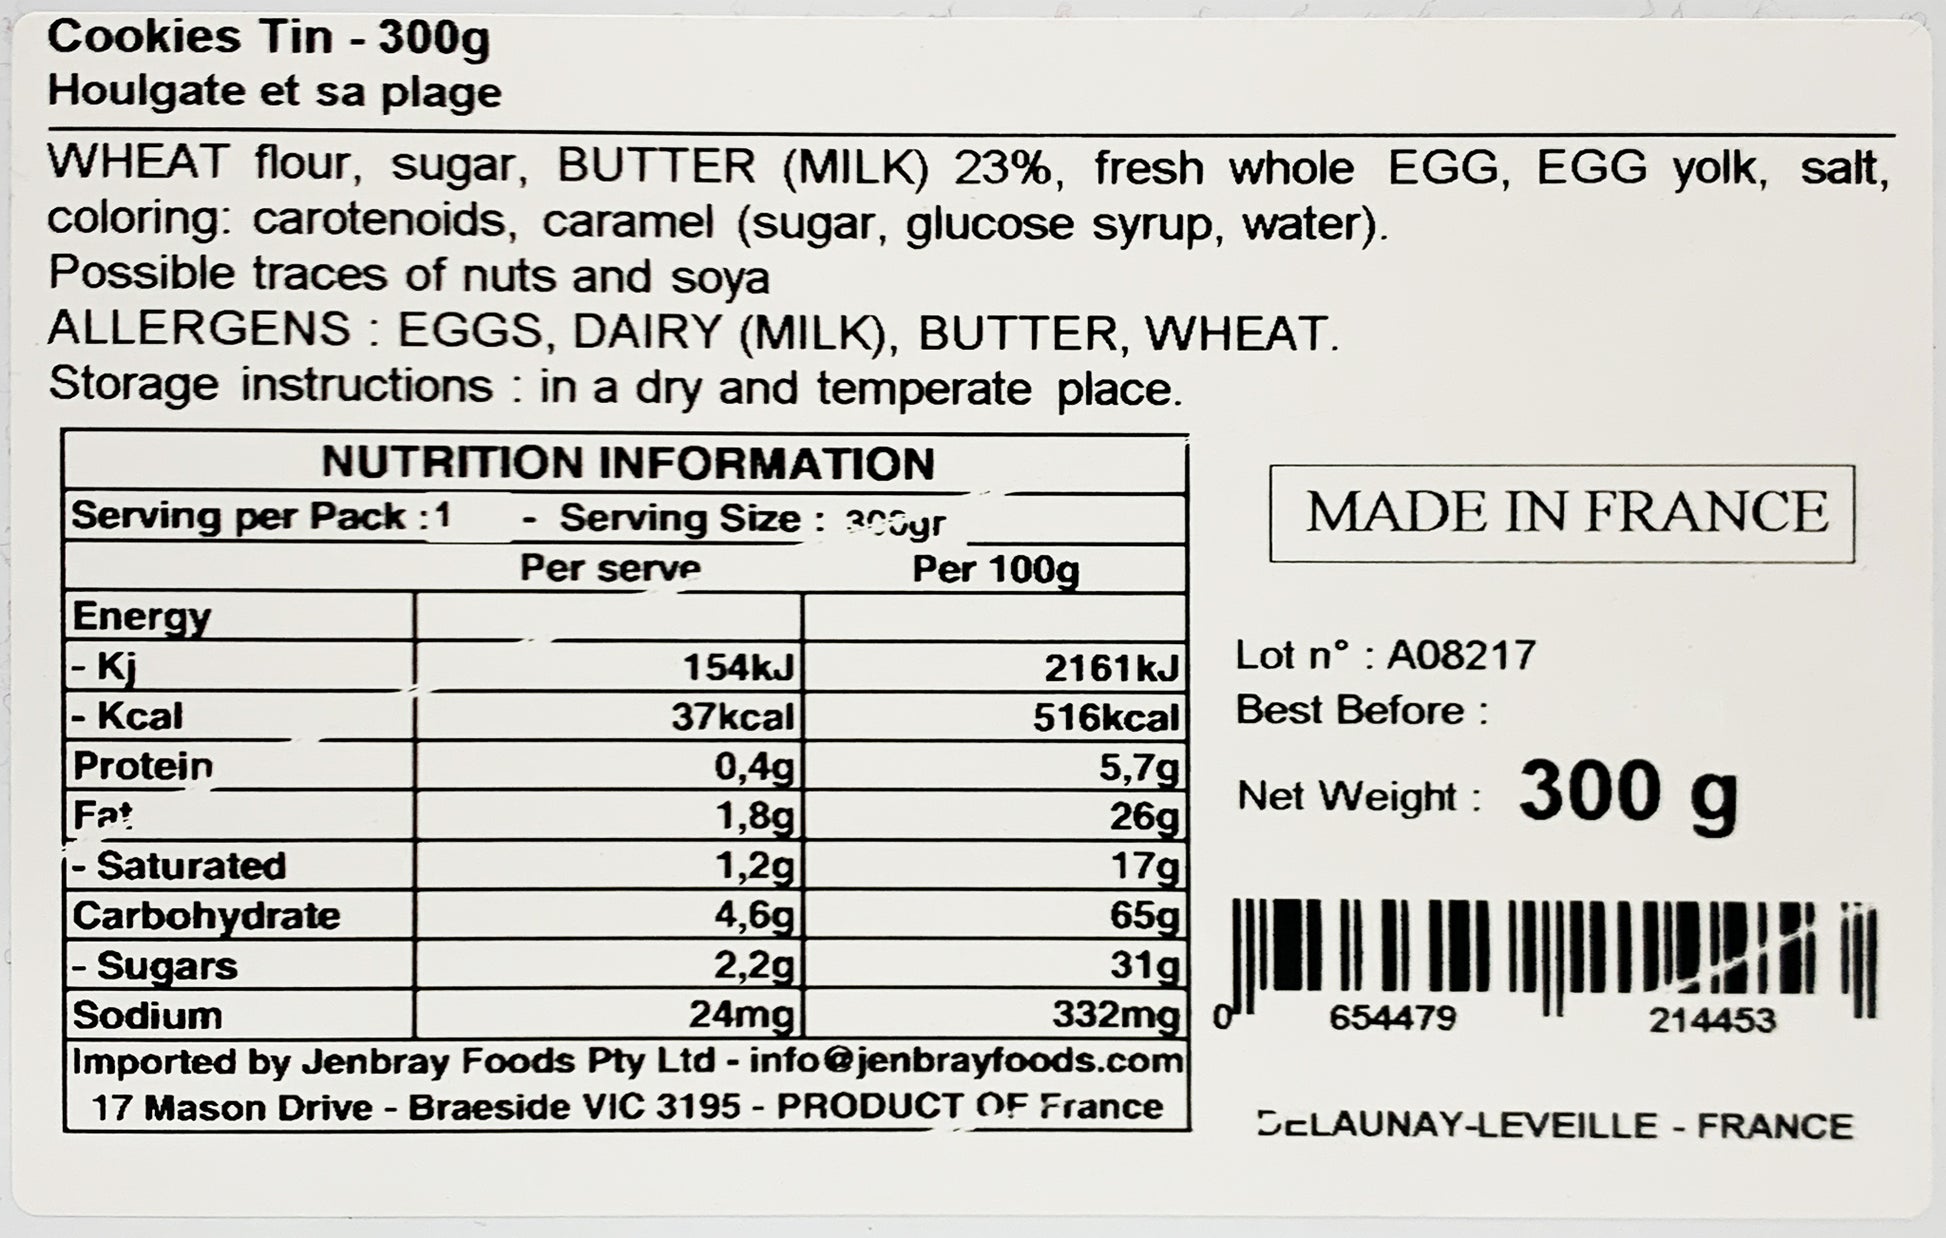 Cookies Tin - 300g
Houlgate et sa plage
WHEAT flour, sugar, BUTTER (MILK) 23%, fresh whole EGG, EGG yolk, salt,
coloring: carotenoids, caramel (sugar, glucose syrup, water).
Possible traces of nuts and soya
ALLERGENS : EGGS, DAIRY (MILK), BUTTER, WHEAT.
Storage instructions : in a dry and temperate place.
NUTRITION INFORMATION
Serving per Pack :1 - Serving Size : 300gr
Per serve Per 100g
Energy
- Kj 154kJ 2161kJ
- Kcal 37kcal 516kcal
Protein 0,4g 5,7g
Fat 1,8g 26g
- Saturated 1,2g 17g
Carbohydrate 4,6g 65g
- Sugars 2,2g 31g
Sodium 24mg 332mg
Imported by Jenbray Foods Pty Ltd - info@jenbrayfoods.com
17 Mason Drive - Braeside VIC 3195 - PRODUCT OF France
MADE IN FRANCE
Lot n° : A08217
Best Before :
Net Weight : 300 g
0 654479 214453
DELAUNAY-LEVEILLE - FRANCE